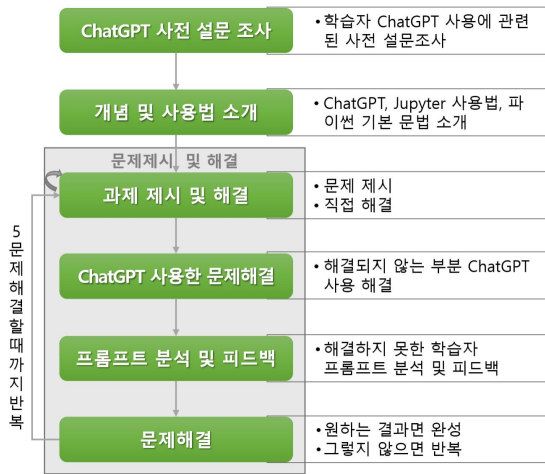 ChatGPT 사전 설문 조사
• 학습자 ChatGPT 사용에 관련
된 사전 설문조사
개념 및 사용법 소개
• ChatGPT, Jupyter 사용법, 파
이썬 기본 문법 소개
문제제시 및 해결
과제 제시 및 해결
• 문제 제시
• 직접 해결
ChatGPT 사용한 문제해결
• 해결되지 않는 부분 ChatGPT
사용 해결
프롬프트 분석 및 피드백
• 해결하지 못한 학습자
프롬프트 분석 및 피드백
문제해결
• 원하는 결과면 완성
• 그렇지 않으면 반복
5문제해결할때까지반복